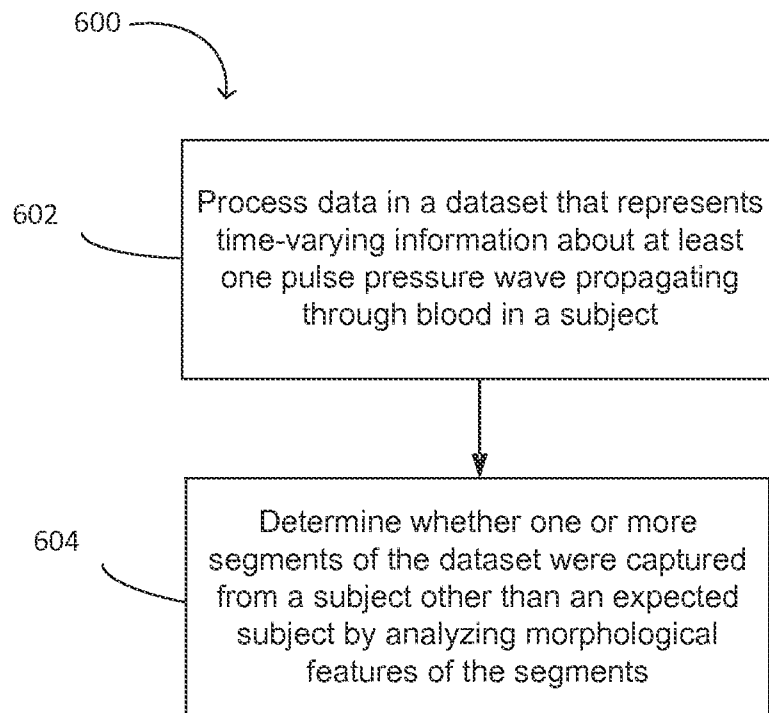 600
602
Process data in a dataset that represents
time-varying information about at least
one pulse pressure wave propagating
through blood in a subject
604
Determine whether one or more
segments of the dataset were captured
from a subject other than an expected
subject by analyzing morphological
features of the segments